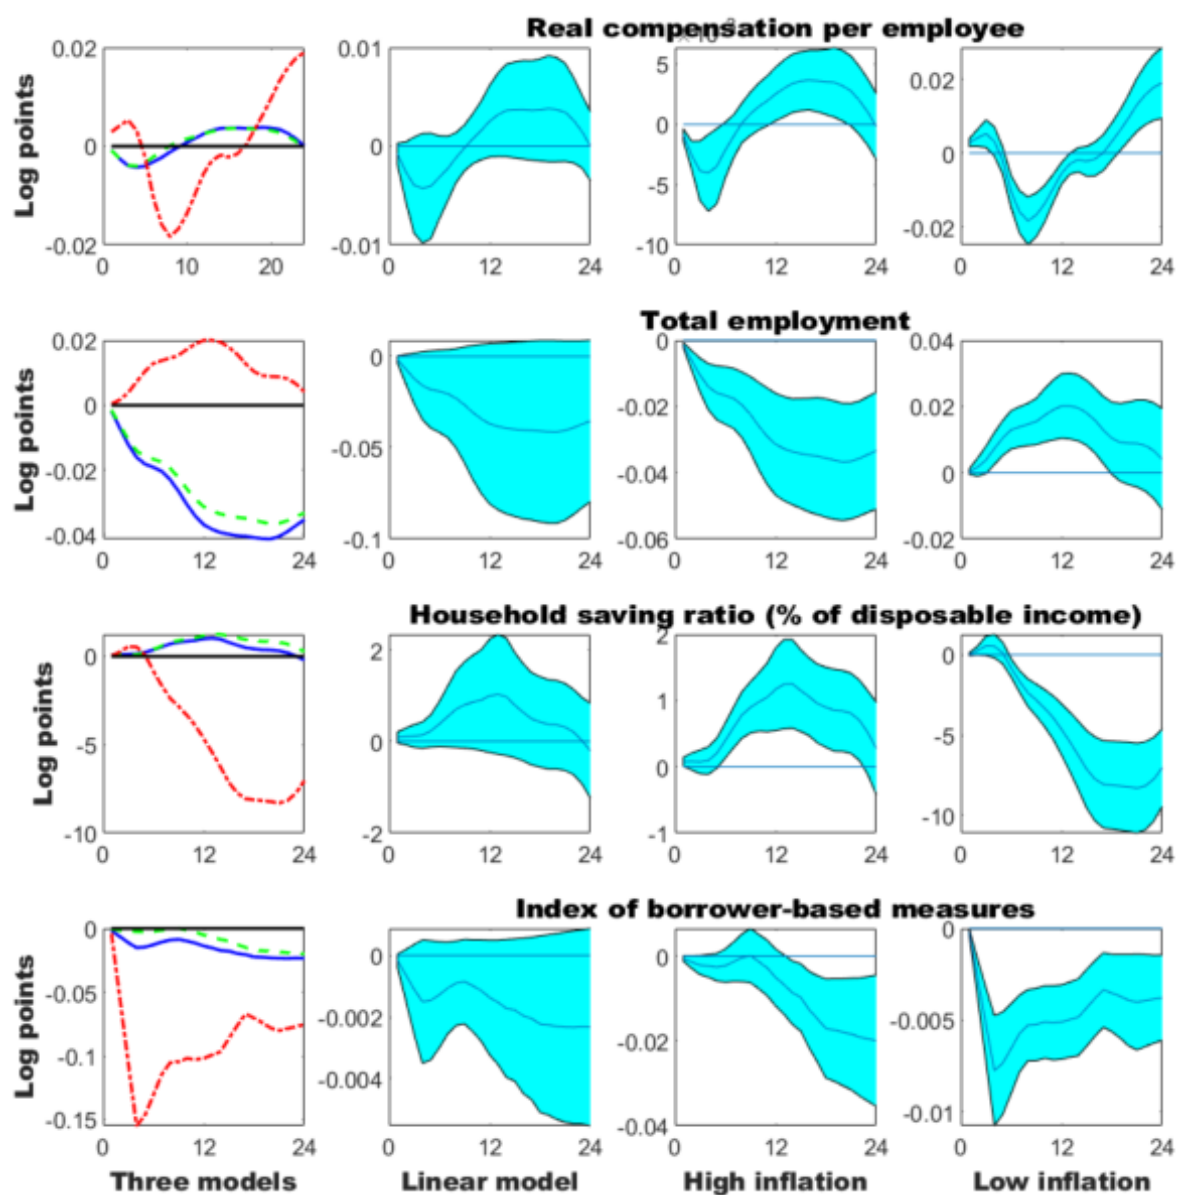 Real compensation per employee
0.02 0.01 5 0.02
Log points
0 0 0 0
-5
-0.02 -0.01 -10 -0.02
0 10 20 0 12 24 0 12 24 0 12 24
Total employment
0.02 0 0 0.04
Log points
0 -0.02 0.02
-0.02 -0.05 -0.04 0
-0.04 -0.1 -0.06 -0.02
0 12 24 0 12 24 0 12 24 0 12 24
Household saving ratio (% of disposable income)
0 2 2 0
Log points
-5 0 1 -5
0
-10 -2 -1 -10
0 12 24 0 12 24 0 12 24 0 12 24
Index of borrower-based measures
0 0 0 0
Log points
-0.05 -0.002 -0.02 -0.005
-0.1 -0.004
-0.15 -0.04 -0.01
0 12 24 0 12 24 0 12 24 0 12 24
Three models Linear model High inflation Low inflation